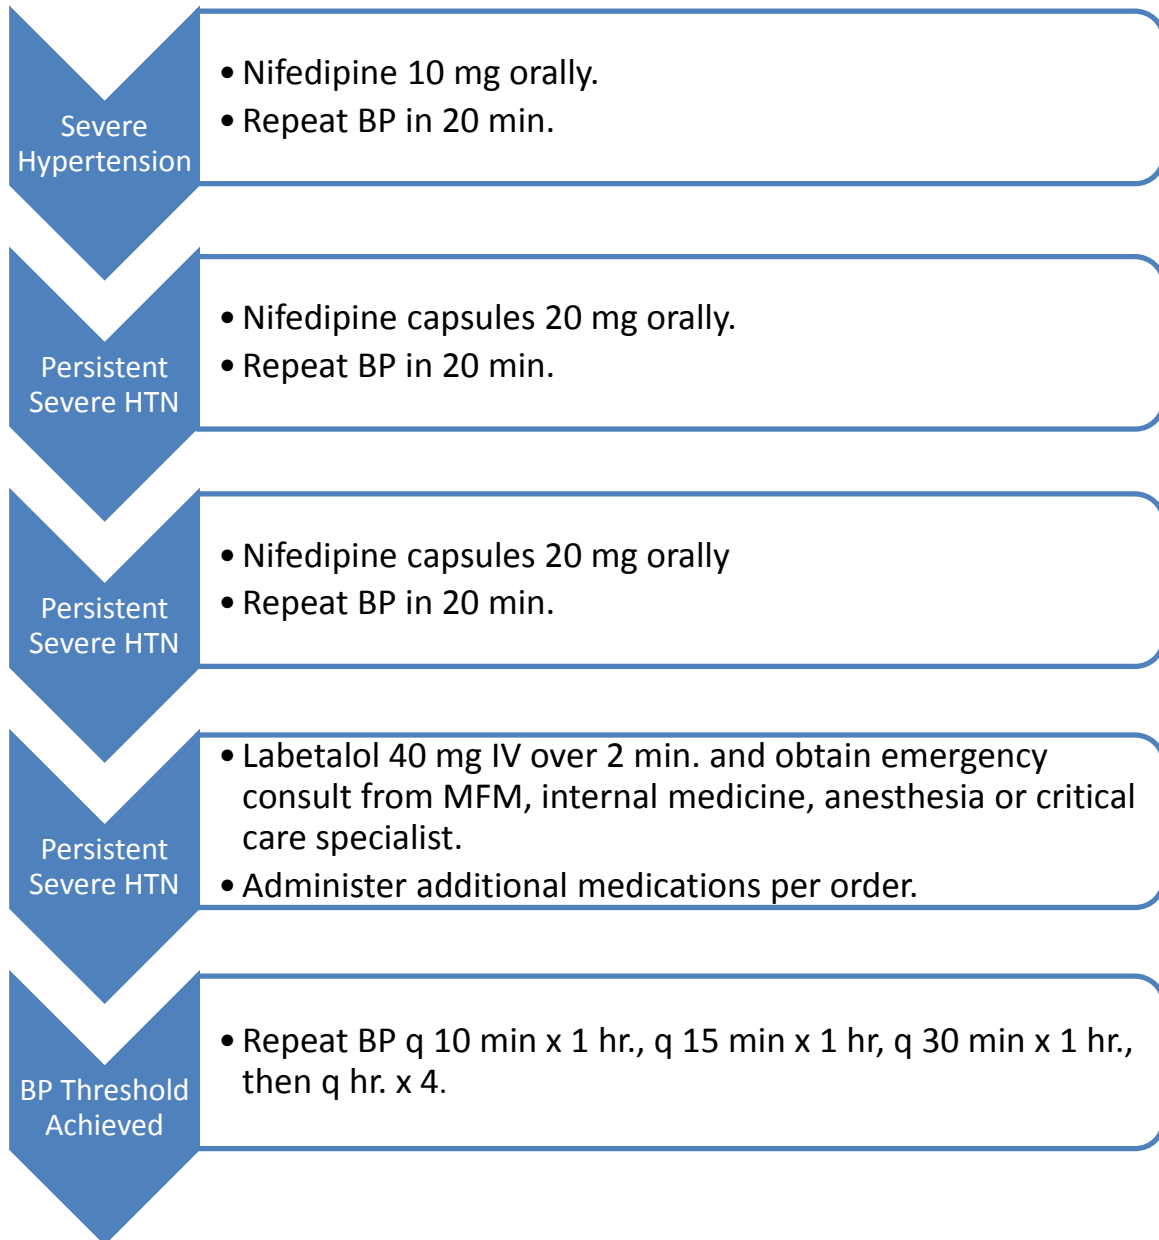 Severe
Hypertension
• Nifedipine 10 mg orally.
• Repeat BP in 20 min.
Persistent
Severe HTN
• Nifedipine capsules 20 mg orally.
• Repeat BP in 20 min.
Persistent
Severe HTN
• Nifedipine capsules 20 mg orally
• Repeat BP in 20 min.
Persistent
Severe HTN
• Labetalol 40 mg IV over 2 min. and obtain emergency
consult from MFM, internal medicine, anesthesia or critical
care specialist.
• Administer additional medications per order.
BP Threshold
Achieved
• Repeat BP q 10 min x 1 hr., q 15 min x 1 hr, q 30 min x 1 hr.,
then q hr. x 4.